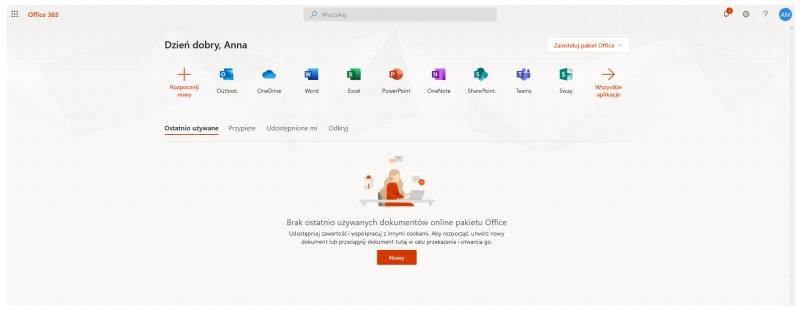 Office 365
Wyszukaj
AM
Dzień dobry, Anna
Zainstaluj pakiet Office
Rozpocznij
nowy
Outlook
OneDrive
Word
Excel
PowerPoint
OneNote
SharePoint
Teams
Sway
Wszystkie
aplikacje
Ostatnio używane Przypięte Udostępnione mi Odkryj
Brak ostatnio używanych dokumentów online pakietu Office
Udostępniaj zawartość i współpracuj z innymi osobami. Aby rozpocząć, utwórz nowy
dokument lub przeciągnij dokument tutaj w celu przekazania i otwarcia go.
Nowy